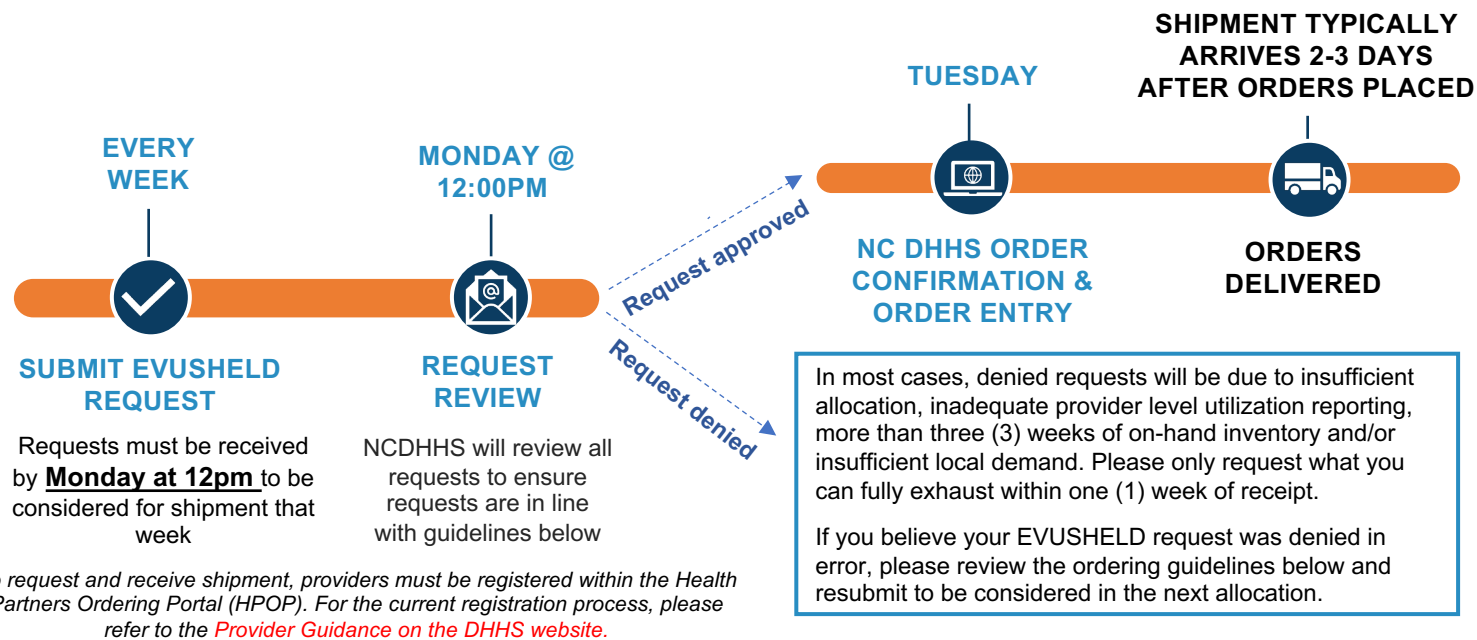 EVERY
WEEK
SUBMIT EVUSHELD
REQUEST
Requests must be received
by Monday at 12pm to be
considered for shipment that
week
MONDAY @
12:00PM
@
REQUEST
REVIEW
NCDHHS will review all
requests to ensure
requests are in line
with guidelines below
Request approved
Request denied
TUESDAY
NC DHHS ORDER
CONFIRMATION &
ORDER ENTRY
SHIPMENT TYPICALLY
ARRIVES 2-3 DAYS
AFTER ORDERS PLACED
ORDERS
DELIVERED
In most cases, denied requests will be due to insufficient
allocation, inadequate provider level utilization reporting,
more than three (3) weeks of on-hand inventory and/or
insufficient local demand. Please only request what you
can fully exhaust within one (1) week of receipt.
If you believe your EVUSHELD request was denied in
error, please review the ordering guidelines below and
resubmit to be considered in the next allocation.
request and receive shipment, providers must be registered within the Health
Partners Ordering Portal (HPOP). For the current registration process, please
refer to the Provider Guidance on the DHHS website.